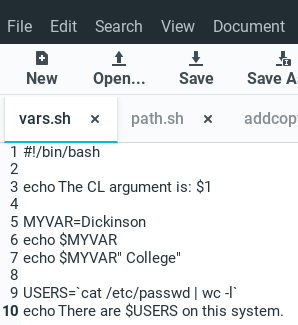 File Edit Search View Document
New Open... Save Save A
vars.sh × path.sh × addcop
1 #!/bin/bash
2
3 echo The CL argument is: $1
4
5 MYVAR=Dickinson
6 echo $MYVAR
7 echo $MYVAR" College"
8
9 USERS=`cat /etc/passwd | wc -l`
10 echo There are $USERS on this system.